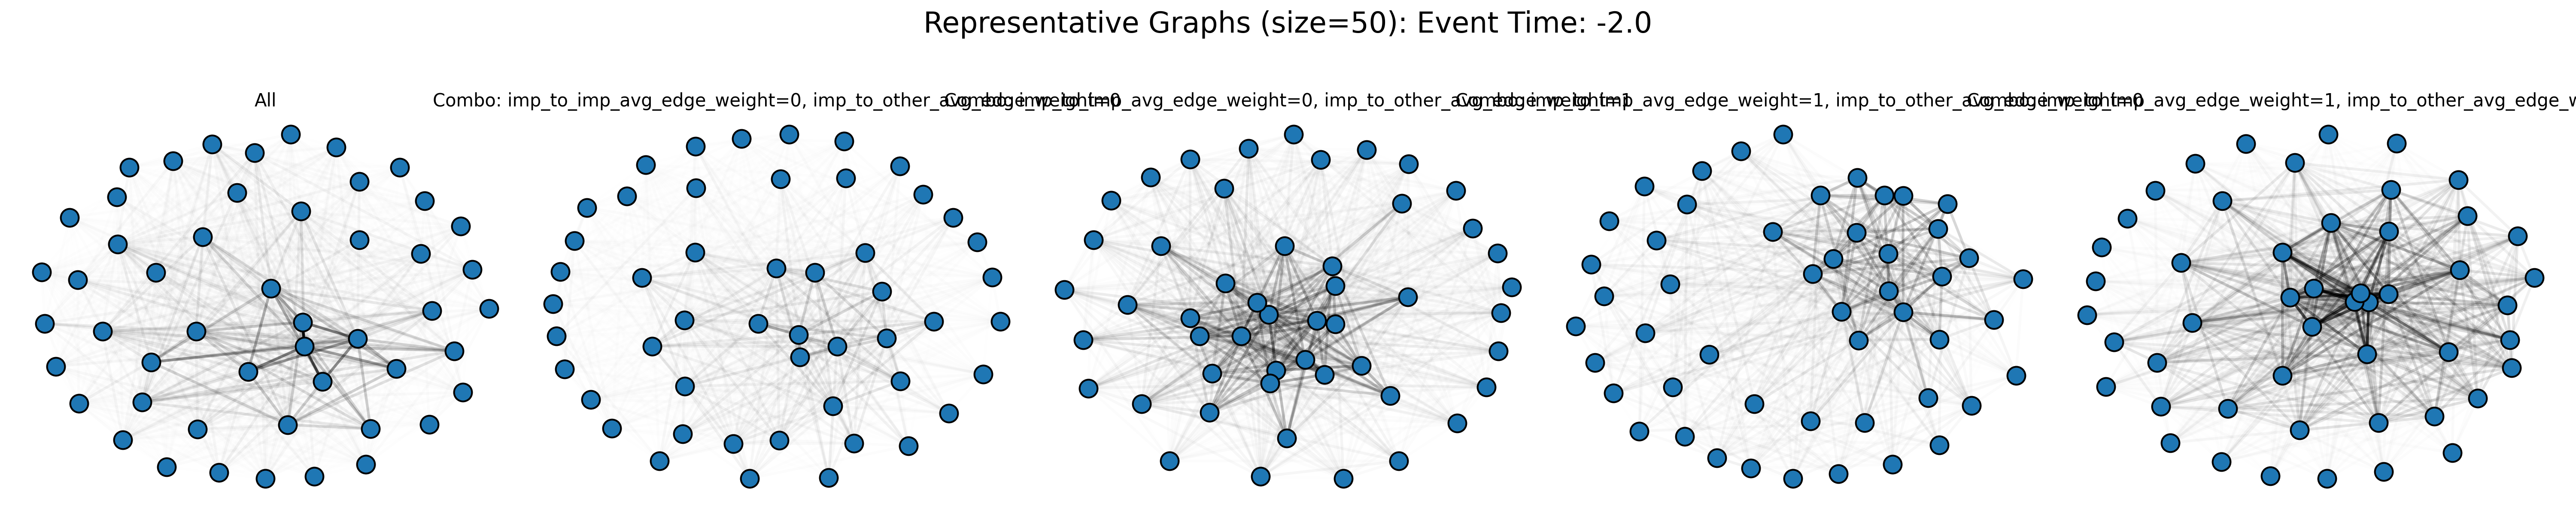 Representative Graphs (size=50): Event Time: -2.0
All
Combo: imp_to_imp_avg_edge_weight=0, imp_to_other_avg_edge_weight=0
Combo: imp_to_imp_avg_edge_weight=0, imp_to_other_avg_edge_weight=1
Combo: imp_to_imp_avg_edge_weight=1, imp_to_other_avg_edge_weight=0
Combo: imp_to_imp_avg_edge_weight=1, imp_to_other_avg_edge_w